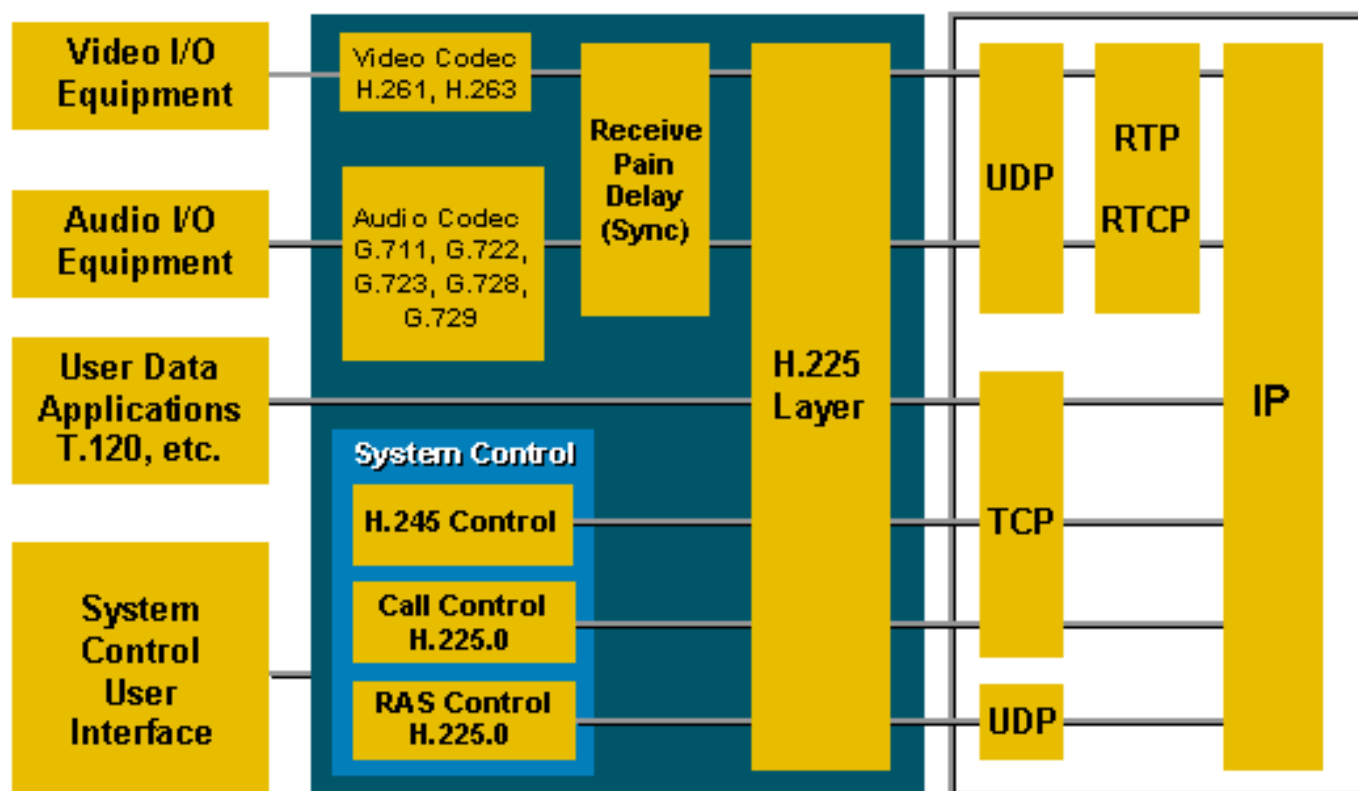 Video I/O
Equipment
Audio I/O
Equipment
User Data
Applications
T.120, etc.
System
Control
User
Interface
Video Codec
H.261, H.263
Audio Codec
G.711, G.722,
G.723, G.728,
G.729
Receive
Pain
Delay
(Sync)
System Control
H.245 Control
Call Control
H.225.0
RAS Control
H.225.0
H.225
Layer
UDP
RTP
RTCP
TCP
UDP
IP